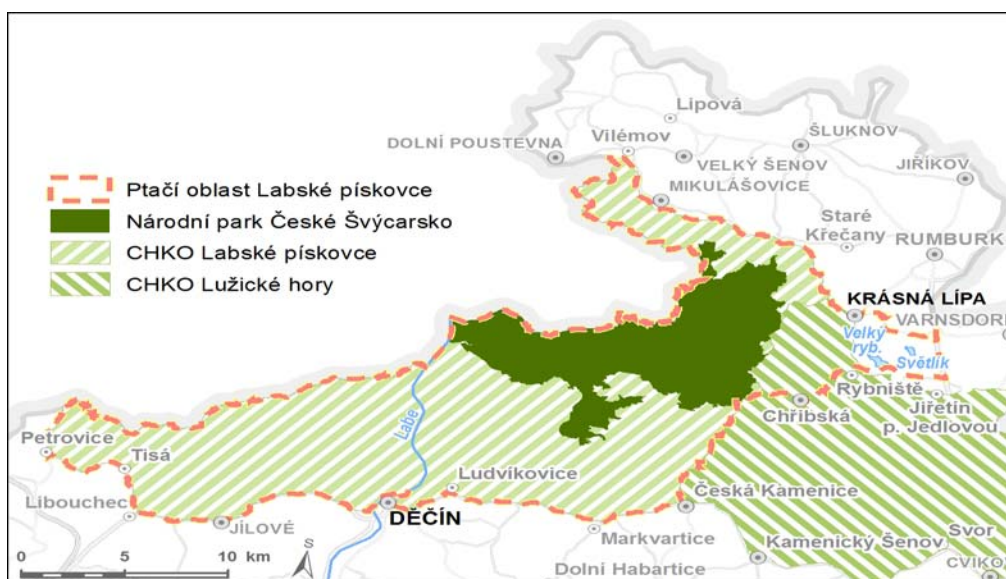 Lipová
Vilémov
ŠLUKNOV
DOLNÍ POUSTEVNA
VELKÝ ŠENOV
JIŘÍKOV
MIKULÁŠOVICE
Ptačí oblast Labské pískovce
Národní park České Švýcarsko
CHKO Labské pískovce
CHKO Lužické hory
Staré
Křečany
RUMBURK
KRÁSNÁ LÍPA
VARNSDORF
Velký
ryb.
Světlík
Rybniště
Chřibská
Jiřetín
p. Jedlovou
Labe
Petrovice
Tisá
Ludvíkovice
Libouchec
DĚČÍN
Česká Kamenice
JÍLOVÉ
Markvartice
Svor
Kamenický Šenov
CVIKO
Dolní Habartice
0 5 10 km
S